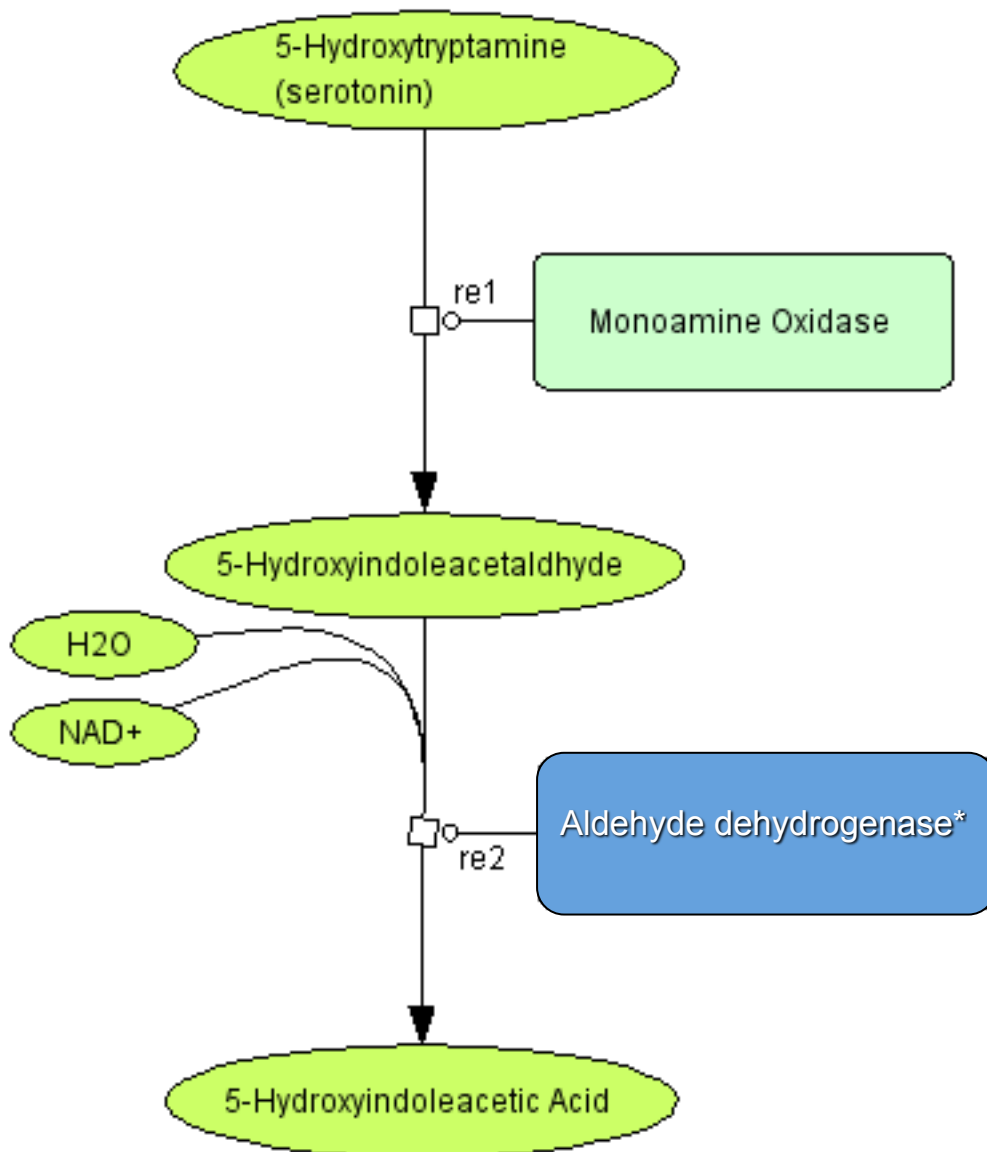 5-Hydroxytryptamine
(serotonin)
re1
Monoamine Oxidase
5-Hydroxyindoleacetaldhyde
H2O
NAD+
Aldehyde dehydrogenase*
re2
5-Hydroxyindoleacetic Acid